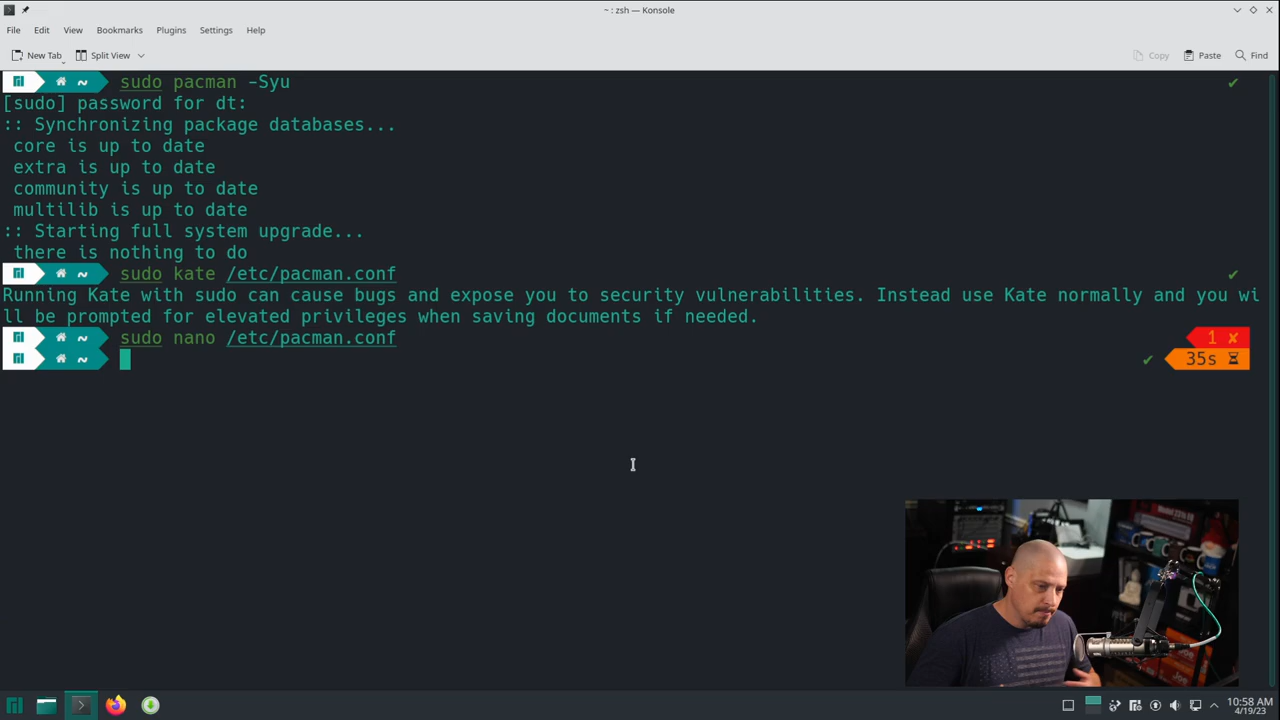 ~ : zsh — Konsole
File Edit View Bookmarks Plugins Settings Help
New Tab Split View Copy Paste Find
~ sudo pacman -Syu ✔
[sudo] password for dt:
:: Synchronizing package databases...
core is up to date
extra is up to date
community is up to date
multilib is up to date
:: Starting full system upgrade...
there is nothing to do
~ sudo kate /etc/pacman.conf ✔
Running Kate with sudo can cause bugs and expose you to security vulnerabilities. Instead use Kate normally and you wi
ll be prompted for elevated privileges when saving documents if needed.
~ sudo nano /etc/pacman.conf 1 ✘
~ ✔ 35s
10:58 AM
4/19/23